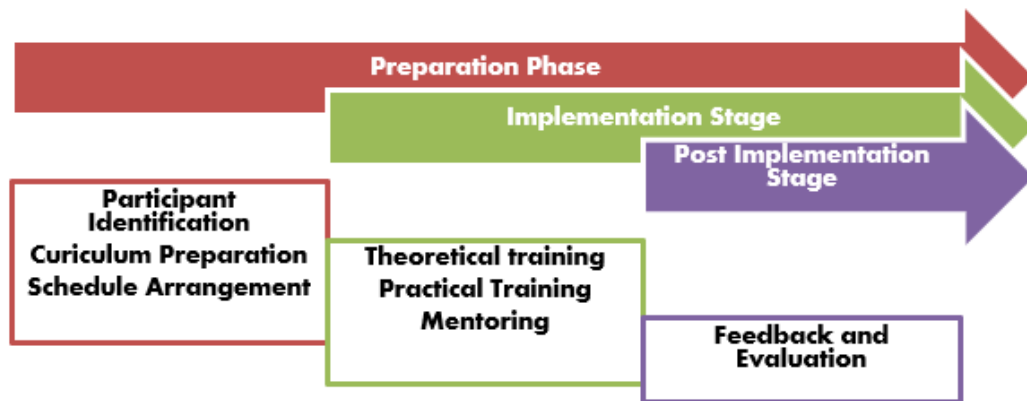 Preparation Phase
Implementation Stage
Post Implementation
Stage
Participant
Identification
Curiculum Preparation
Schedule Arrangement
Theoretical training
Practical Training
Mentoring
Feedback and
Evaluation